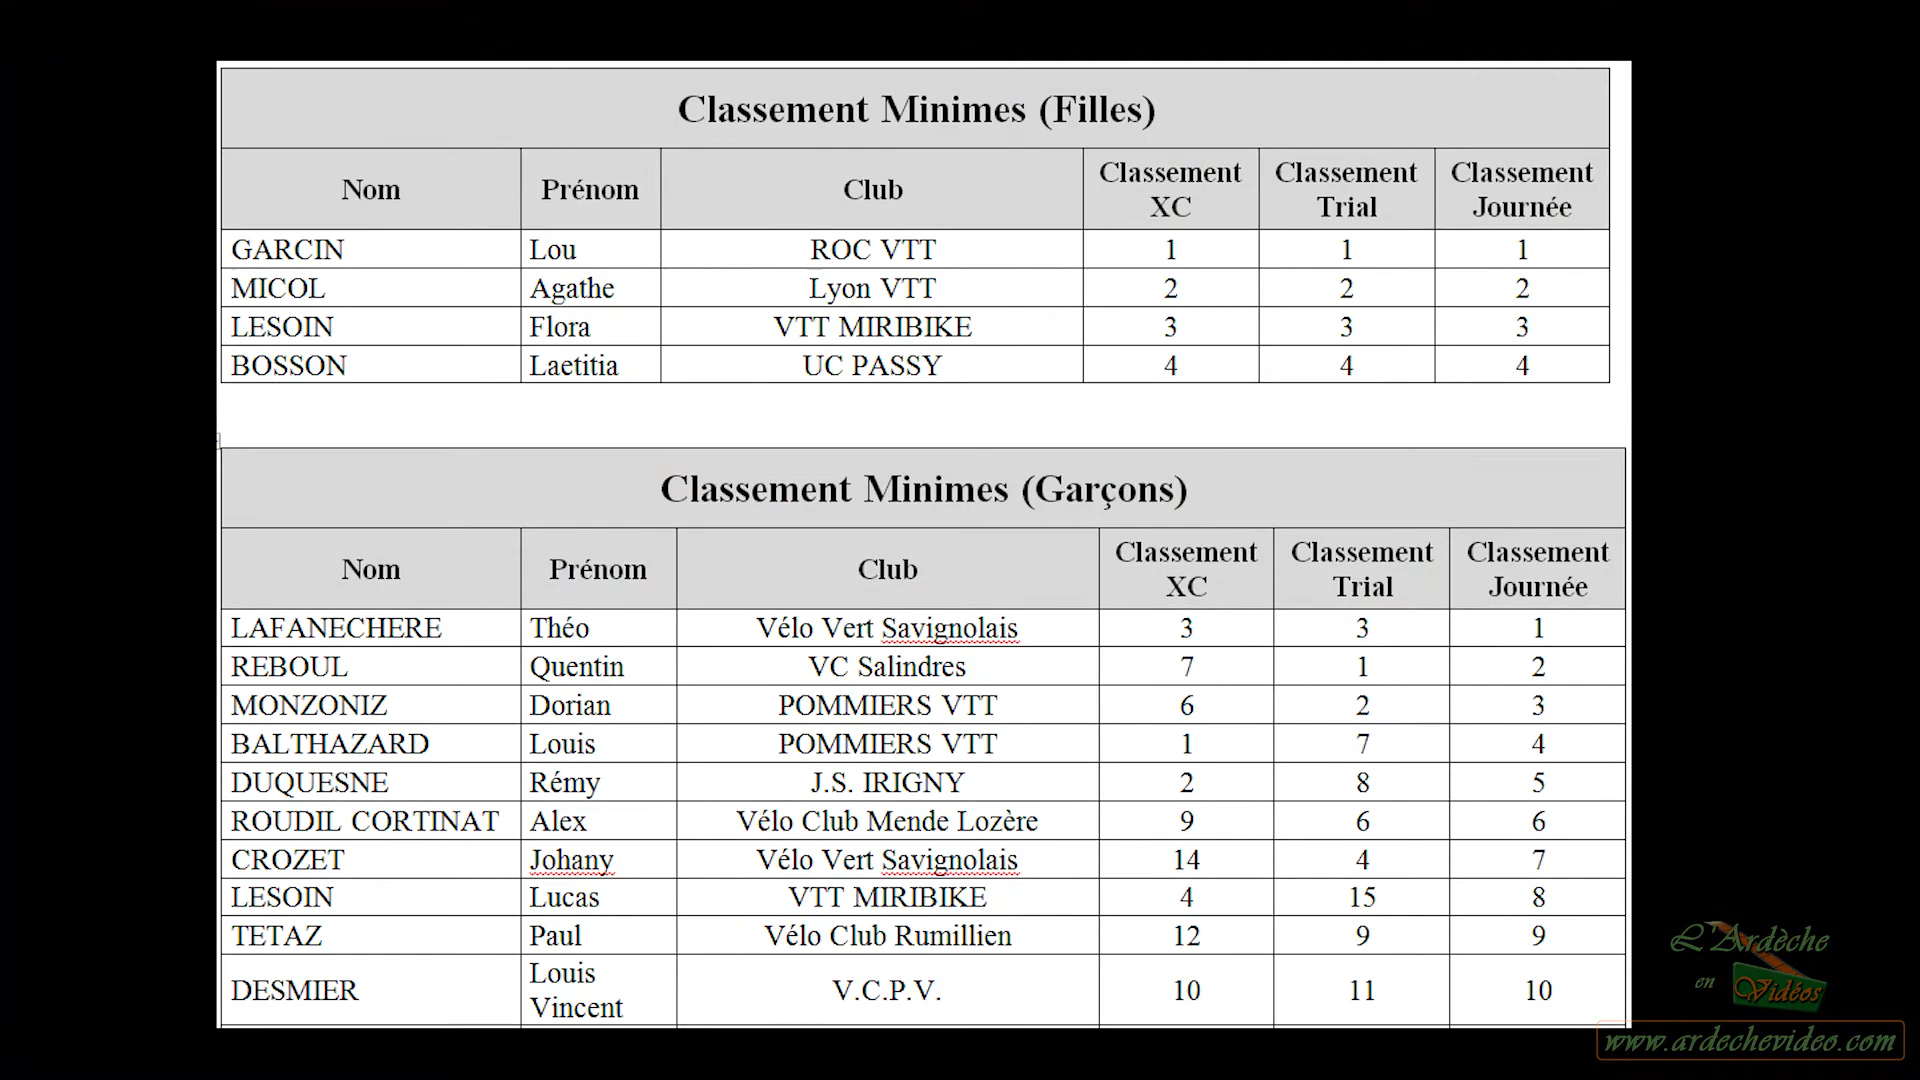 Classement Minimes (Filles)
Nom Prénom Club Classement XC Classement Trial Classement Journée
GARCIN Lou ROC VTT 1 1 1
MICOL Agathe Lyon VTT 2 2 2
LESOIN Flora VTT MIRIBIKE 3 3 3
BOSSON Laetitia UC PASSY 4 4 4
Classement Minimes (Garçons)
Nom Prénom Club Classement XC Classement Trial Classement Journée
LAFANECHERE Théo Vélo Vert Savignolais 3 3 1
REBOUL Quentin VC Salindres 7 1 2
MONZONIZ Dorian POMMIERS VTT 6 2 3
BALTHAZARD Louis POMMIERS VTT 1 7 4
DUQUESNE Rémy J.S. IRIGNY 2 8 5
ROUDIL CORTINAT Alex Vélo Club Mende Lozère 9 6 6
CROZET Johany Vélo Vert Savignolais 14 4 7
LESOIN Lucas VTT MIRIBIKE 4 15 8
TETAZ Paul Vélo Club Rumillien 12 9 9
DESMIER Louis Vincent V.C.P.V. 10 11 10
L'Ardèche
en Vidéos
www.ardechevideo.com